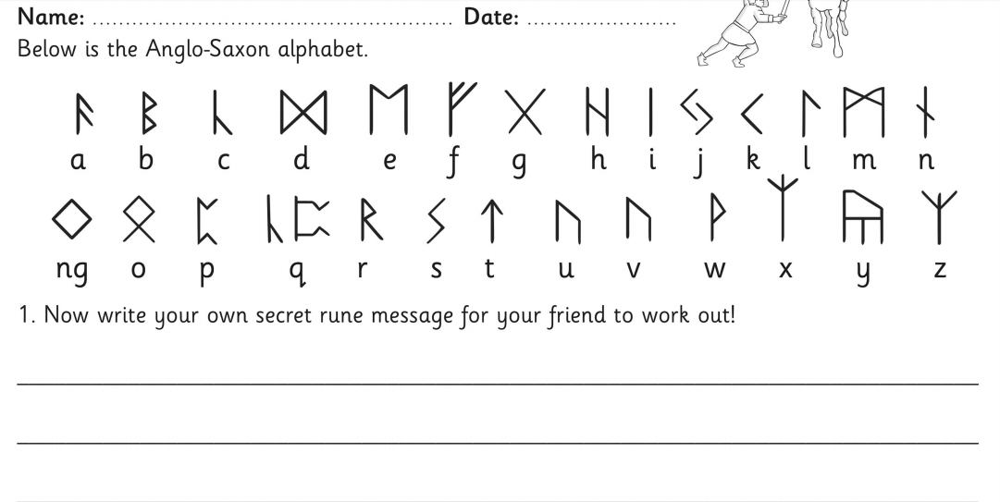 Name: ...................................................... Date: .......................
Below is the Anglo-Saxon alphabet.
ᚨ ᛒ ᚳ ᛞ ᛖ ᚠ ᚷ ᚺ ᛁ ᛃ ᚲ ᛚ ᛗ ᚾ
a b c d e f g h i j k l m n
ᛜ ᛟ ᛈ ᚳᛈ ᚱ ᛊ ᛏ ᚢ ᚢ ᚹ ᛉ ᛉ
ng o p q r s t u v w x y z
1. Now write your own secret rune message for your friend to work out!